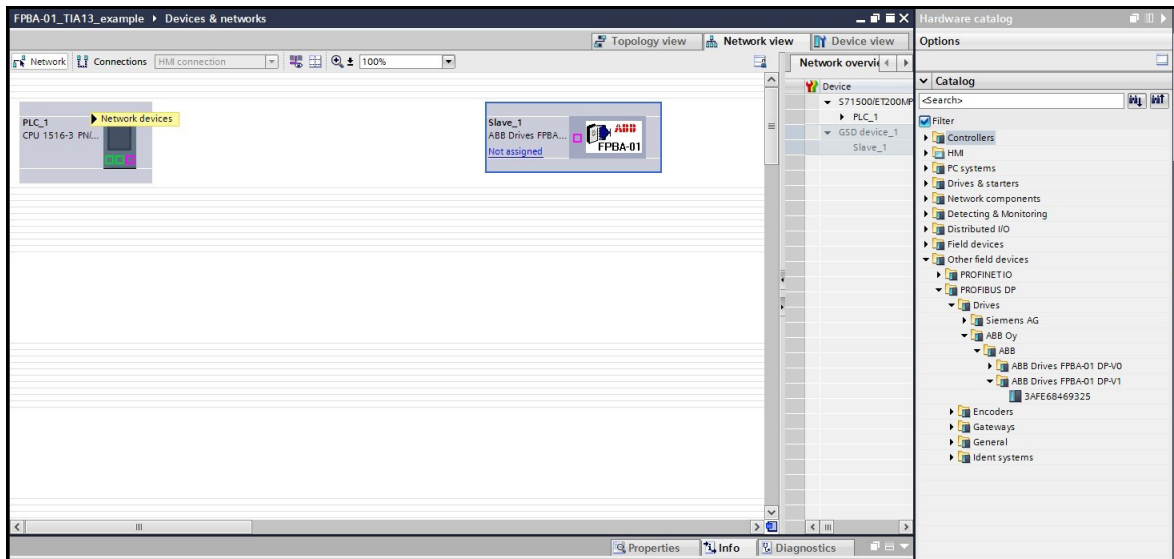 FPBA-01_TIA13_example ▸ Devices & networks
Topology view
Network view
Device view
Network
Connections
HMI connection
100%
Network devices
PLC_1
CPU 1516-3 PN/...
Slave_1
ABB Drives FPBA...
Not assigned
ABB
FPBA-01
Network overvie
Device
S71500/ET200MP
PLC_1
GSD device_1
Slave_1
Properties
Info
Diagnostics
Hardware catalog
Options
Catalog
<Search>
Filter
Controllers
HMI
PC systems
Drives & starters
Network components
Detecting & Monitoring
Distributed I/O
Field devices
Other field devices
PROFINET IO
PROFIBUS DP
Drives
Siemens AG
ABB Oy
ABB
ABB Drives FPBA-01 DP-V0
ABB Drives FPBA-01 DP-V1
3AFE68469325
Encoders
Gateways
General
Ident systems